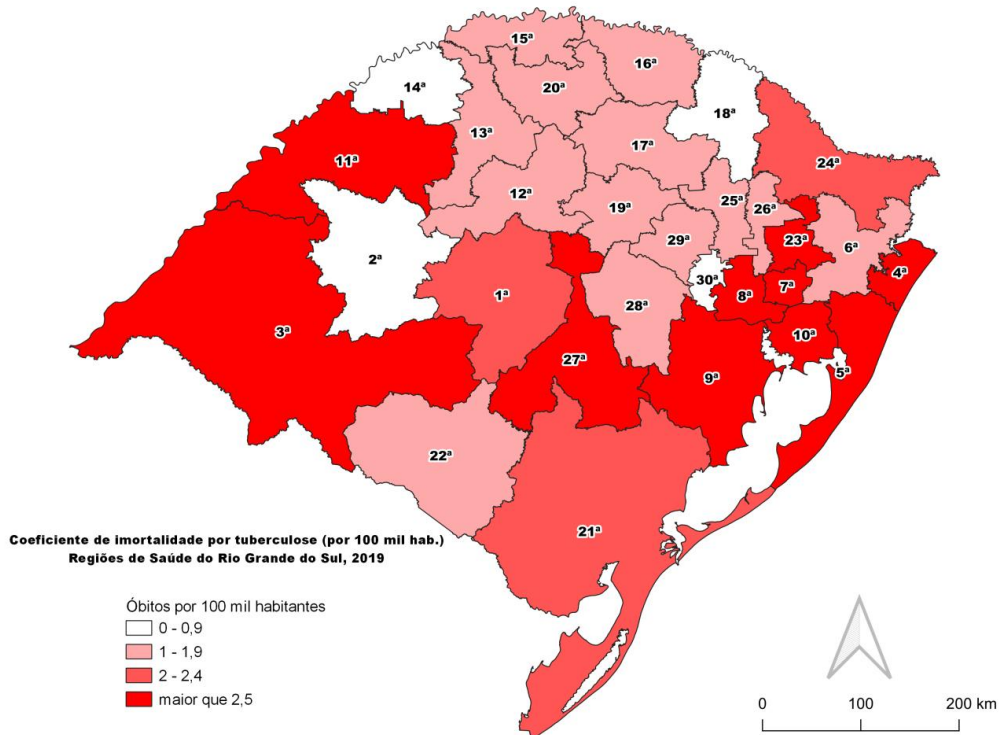 15ª
16ª
14ª
20ª
18ª
13ª
17ª
11ª
24ª
12ª
25ª
26ª
19ª
29ª
23ª
6ª
2ª
4ª
30ª
7ª
8ª
1ª
28ª
3ª
10ª
27ª
5ª
9ª
22ª
21ª
Coeficiente de imortalidade por tuberculose (por 100 mil hab.)
Regiões de Saúde do Rio Grande do Sul, 2019
Óbitos por 100 mil habitantes
0 - 0,9
1 - 1,9
2 - 2,4
maior que 2,5
0 100 200 km